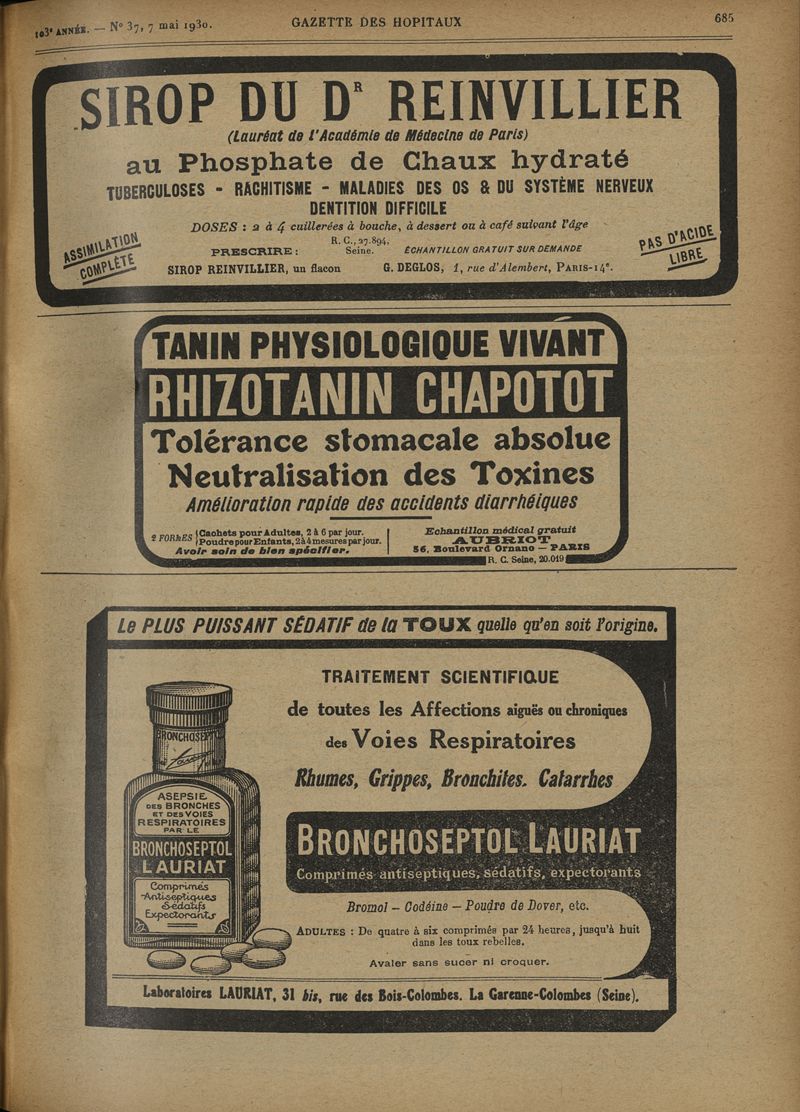 103e ANNÉE. — N° 37, 7 mai 1930.
GAZETTE DES HOPITAUX
685
SIROP DU DR REINVILLIER
(Lauréat de l'Académie de Médecine de Paris)
au Phosphate de Chaux hydraté
TUBERCULOSES - RACHITISME - MALADIES DES OS & DU SYSTÈME NERVEUX
DENTITION DIFFICILE
DOSES : 2 à 4 cuillerées à bouche, à dessert ou à café suivant l'âge
ASSIMILATION
COMPLÈTE
R. C., 27.894,
PRESCRIRE : Seine. ÉCHANTILLON GRATUIT SUR DEMANDE
SIROP REINVILLIER, un flacon G. DEGLOS, 1, rue d'Alembert, PARIS-14e.
PAS D'ACIDE
LIBRE
TANIN PHYSIOLOGIQUE VIVANT
RHIZOTANIN CHAPOTOT
Tolérance stomacale absolue
Neutralisation des Toxines
Amélioration rapide des accidents diarrhéiques
2 FORMES
Cachets pour Adultes, 2 à 6 par jour.
Poudre pour Enfants, 2 à 4 mesures par jour.
Avoir soin de bien spécifier.
Echantillon médical gratuit
AUBRIOT
56, Boulevard Ornano — PARIS
R. C. Seine, 20.019
Le PLUS PUISSANT SÉDATIF de la TOUX quelle qu'en soit l'origine.
TRAITEMENT SCIENTIFIQUE
de toutes les Affections aiguës ou chroniques
des Voies Respiratoires
Rhumes, Grippes, Bronchites. Catarrhes
BRONCHOSEPTOL
ASEPSIE
DES BRONCHES
ET DES VOIES
RESPIRATOIRES
PAR LE
BRONCHOSEPTOL
LAURIAT
Comprimés
Antiseptiques
Sédatifs
Expectorants
BRONCHOSEPTOL LAURIAT
Comprimés antiseptiques, sédatifs, expectorants
Bromol — Codéine — Poudre de Dover, etc.
ADULTES : De quatre à six comprimés par 24 heures, jusqu'à huit
dans les toux rebelles.
Avaler sans sucer ni croquer.
Laboratoires LAURIAT, 31 bis, rue des Bois-Colombes. La Garenne-Colombes (Seine).